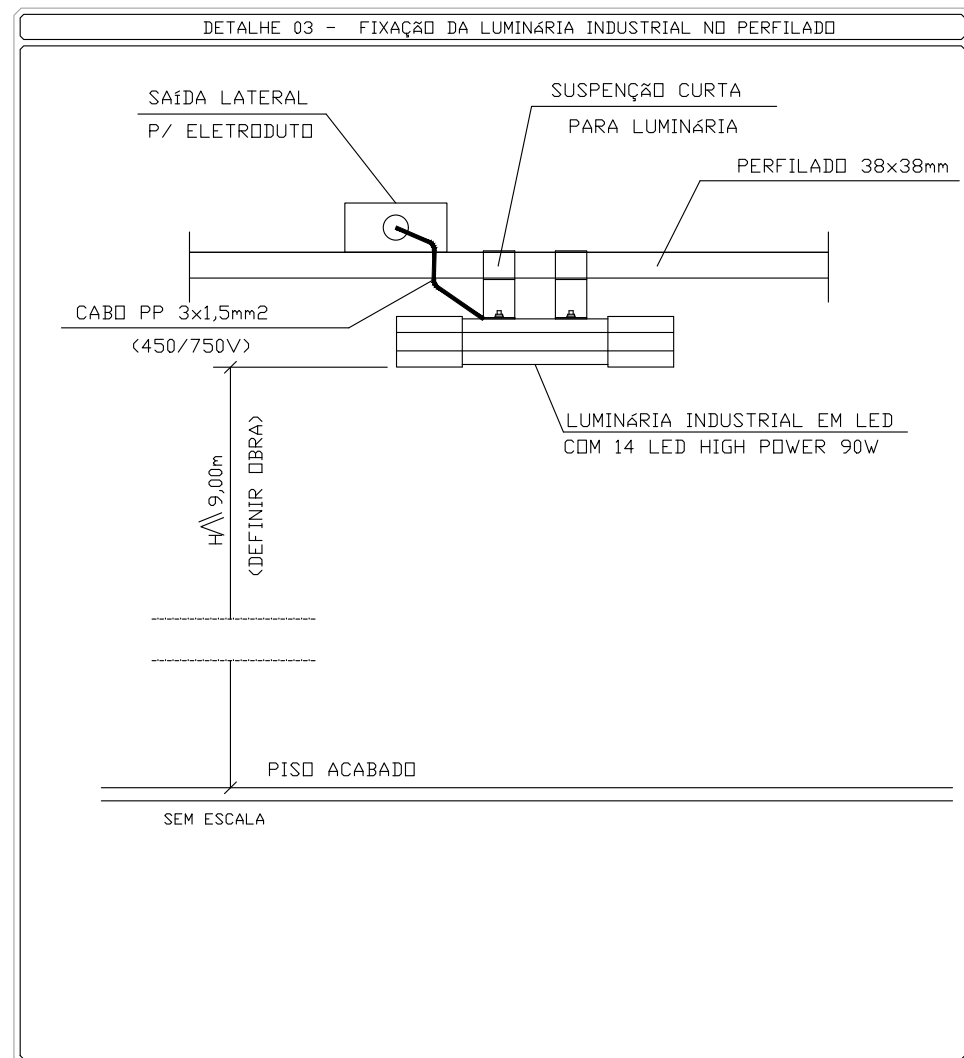 DETALHE 03 - FIXAÇÃO DA LUMINáRIA INDUSTRIAL NO PERFILADO
SAíDA LATERAL
P/ ELETRODUTO
SUSPENÇÃO CURTA
PARA LUMINáRIA
PERFILADO 38x38mm
CABO PP 3x1,5mm2
(450/750V)
LUMINáRIA INDUSTRIAL EM LED
COM 14 LED HIGH POWER 90W
H 9,00m
(DEFINIR OBRA)
PISO ACABADO
SEM ESCALA